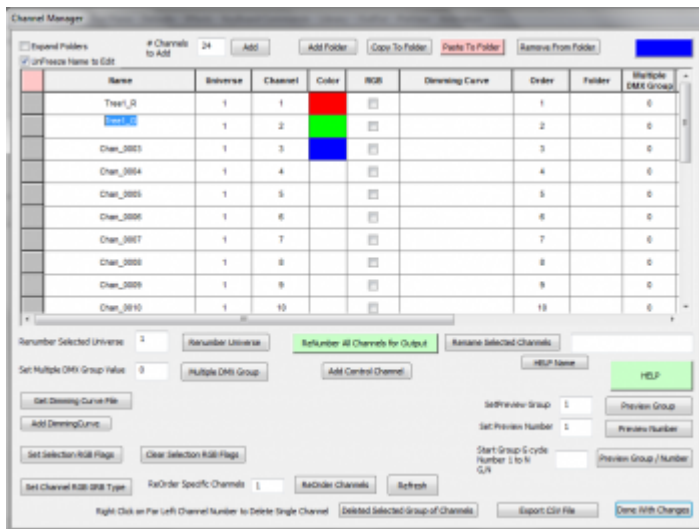 Channel Manager
Expand Folders
# Channels to Add 24 Add Add Folder Copy To Folder Paste To Folder Remove From Folder
UnFreeze Name to Edit
Name Universe Channel Color RGB Dimming Curve Order Folder Multiple DMX Group
Tree1_R 1 1 1 0
Tree1_G 1 2 2 0
Chan_0003 1 3 3 0
Chan_0004 1 4 4 0
Chan_0005 1 5 5 0
Chan_0006 1 6 6 0
Chan_0007 1 7 7 0
Chan_0008 1 8 8 0
Chan_0009 1 9 9 0
Chan_0010 1 10 10 0
Renumber Selected Universe 1 Renumber Universe ReNumber All Channels for Output Rename Selected Channels
HELP Name
Set Multiple DMX Group Value 0 Multiple DMX Group Add Control Channel HELP
Get Dimming Curve File SetPreview Group 1 Preview Group
Add DimmingCurve Set Preview Number 1 Preview Number
Set Selection RGB Flags Clear Selection RGB Flags Start Group G cycle Number 1 to N G,N Preview Group / Number
Set Channel RGB GRB Type ReOrder Specific Channels 1 ReOrder Channels Refresh
Right Click on Far Left Channel Number to Delete Single Channel Deleted Selected Group of Channels Export CSV File Done With Changes